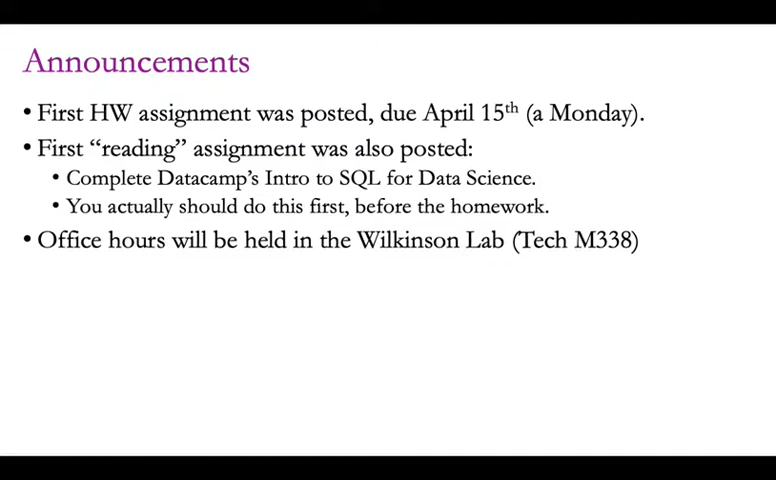 Announcements
• First HW assignment was posted, due April 15th (a Monday).
• First “reading” assignment was also posted:
• Complete Datacamp’s Intro to SQL for Data Science.
• You actually should do this first, before the homework.
• Office hours will be held in the Wilkinson Lab (Tech M338)